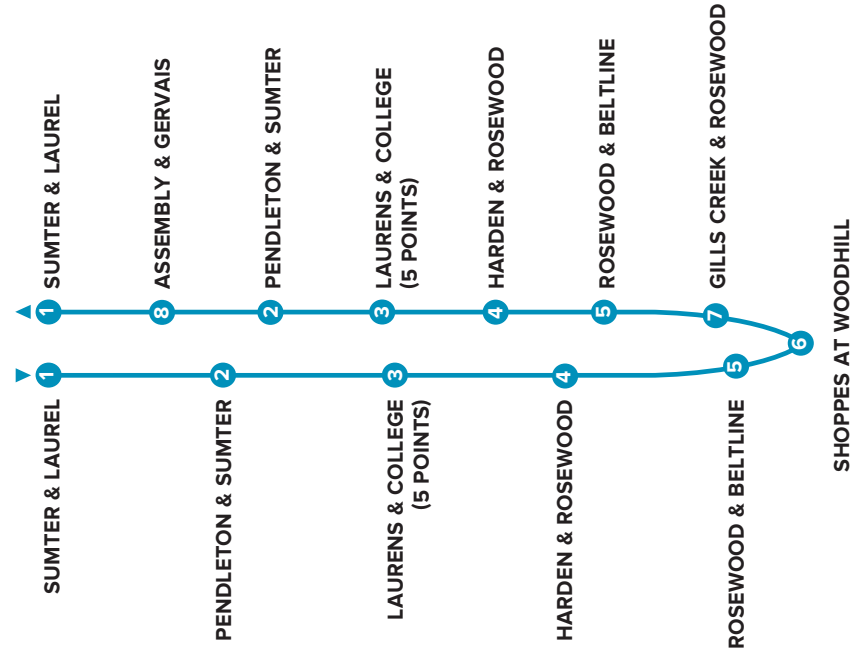 SUMTER & LAUREL
ASSEMBLY & GERVAIS
PENDLETON & SUMTER
LAURENS & COLLEGE
(5 POINTS)
HARDEN & ROSEWOOD
ROSEWOOD & BELTLINE
GILLS CREEK & ROSEWOOD
1
8
2
3
4
5
7
6
1
2
3
4
5
SUMTER & LAUREL
PENDLETON & SUMTER
LAURENS & COLLEGE
(5 POINTS)
HARDEN & ROSEWOOD
ROSEWOOD & BELTLINE
SHOPPES AT WOODHILL